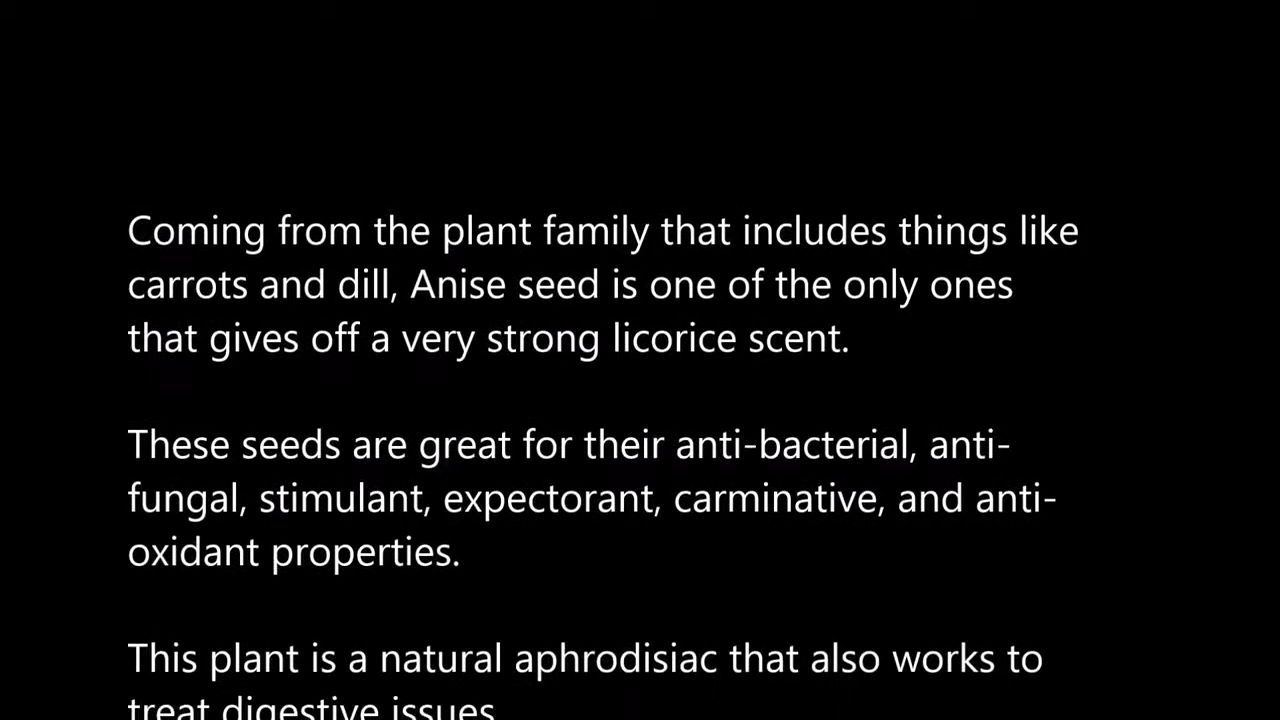 Coming from the plant family that includes things like
carrots and dill, Anise seed is one of the only ones
that gives off a very strong licorice scent.
These seeds are great for their anti-bacterial, anti-
fungal, stimulant, expectorant, carminative, and anti-
oxidant properties.
This plant is a natural aphrodisiac that also works to
treat digestive issues